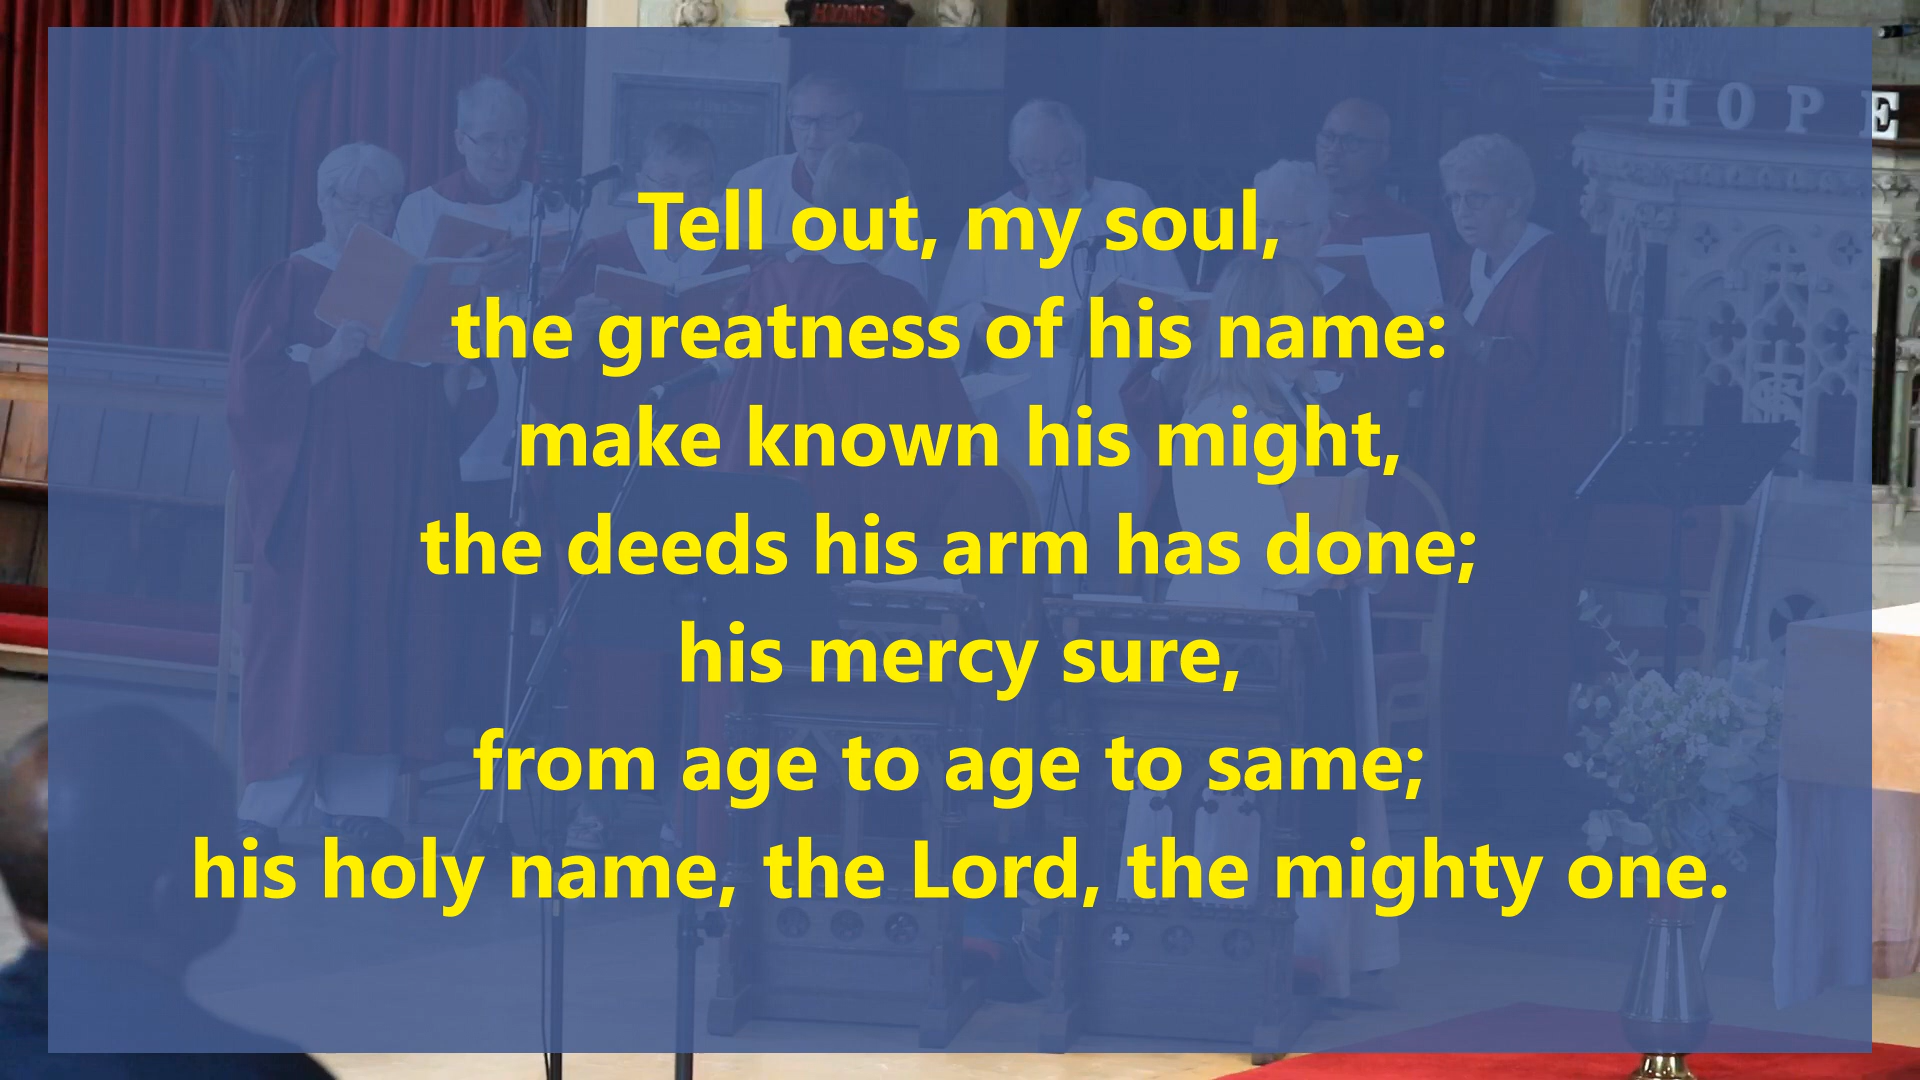 HOPE
Tell out, my soul,
the greatness of his name:
make known his might,
the deeds his arm has done;
his mercy sure,
from age to age to same;
his holy name, the Lord, the mighty one.